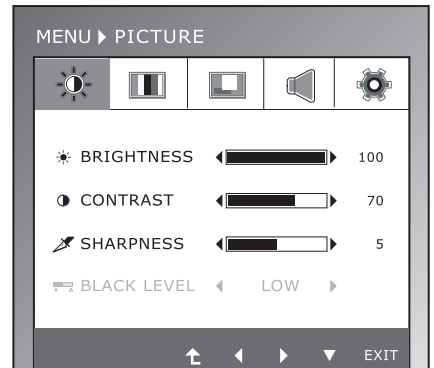 MENU PICTURE
BRIGHTNESS 100
CONTRAST 70
SHARPNESS 5
BLACK LEVEL LOW
EXIT